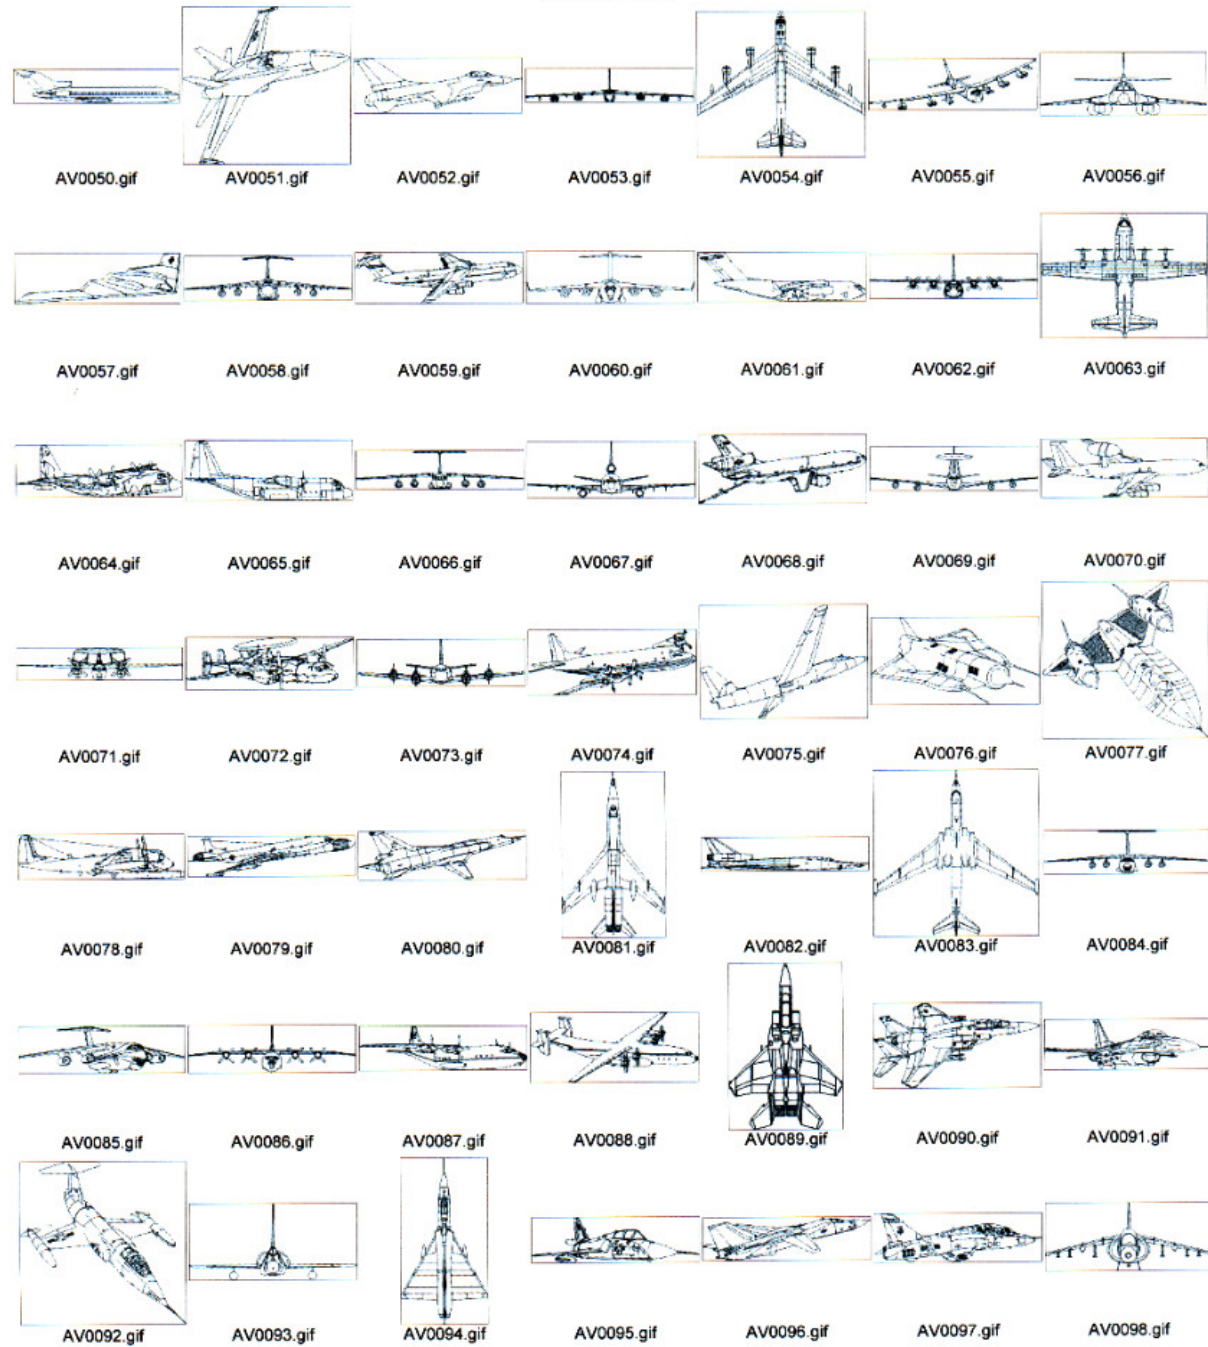 AV0050.gif AV0051.gif AV0052.gif AV0053.gif AV0054.gif AV0055.gif AV0056.gif
AV0057.gif AV0058.gif AV0059.gif AV0060.gif AV0061.gif AV0062.gif AV0063.gif
AV0064.gif AV0065.gif AV0066.gif AV0067.gif AV0068.gif AV0069.gif AV0070.gif
AV0071.gif AV0072.gif AV0073.gif AV0074.gif AV0075.gif AV0076.gif AV0077.gif
AV0078.gif AV0079.gif AV0080.gif AV0081.gif AV0082.gif AV0083.gif AV0084.gif
AV0085.gif AV0086.gif AV0087.gif AV0088.gif AV0089.gif AV0090.gif AV0091.gif
AV0092.gif AV0093.gif AV0094.gif AV0095.gif AV0096.gif AV0097.gif AV0098.gif